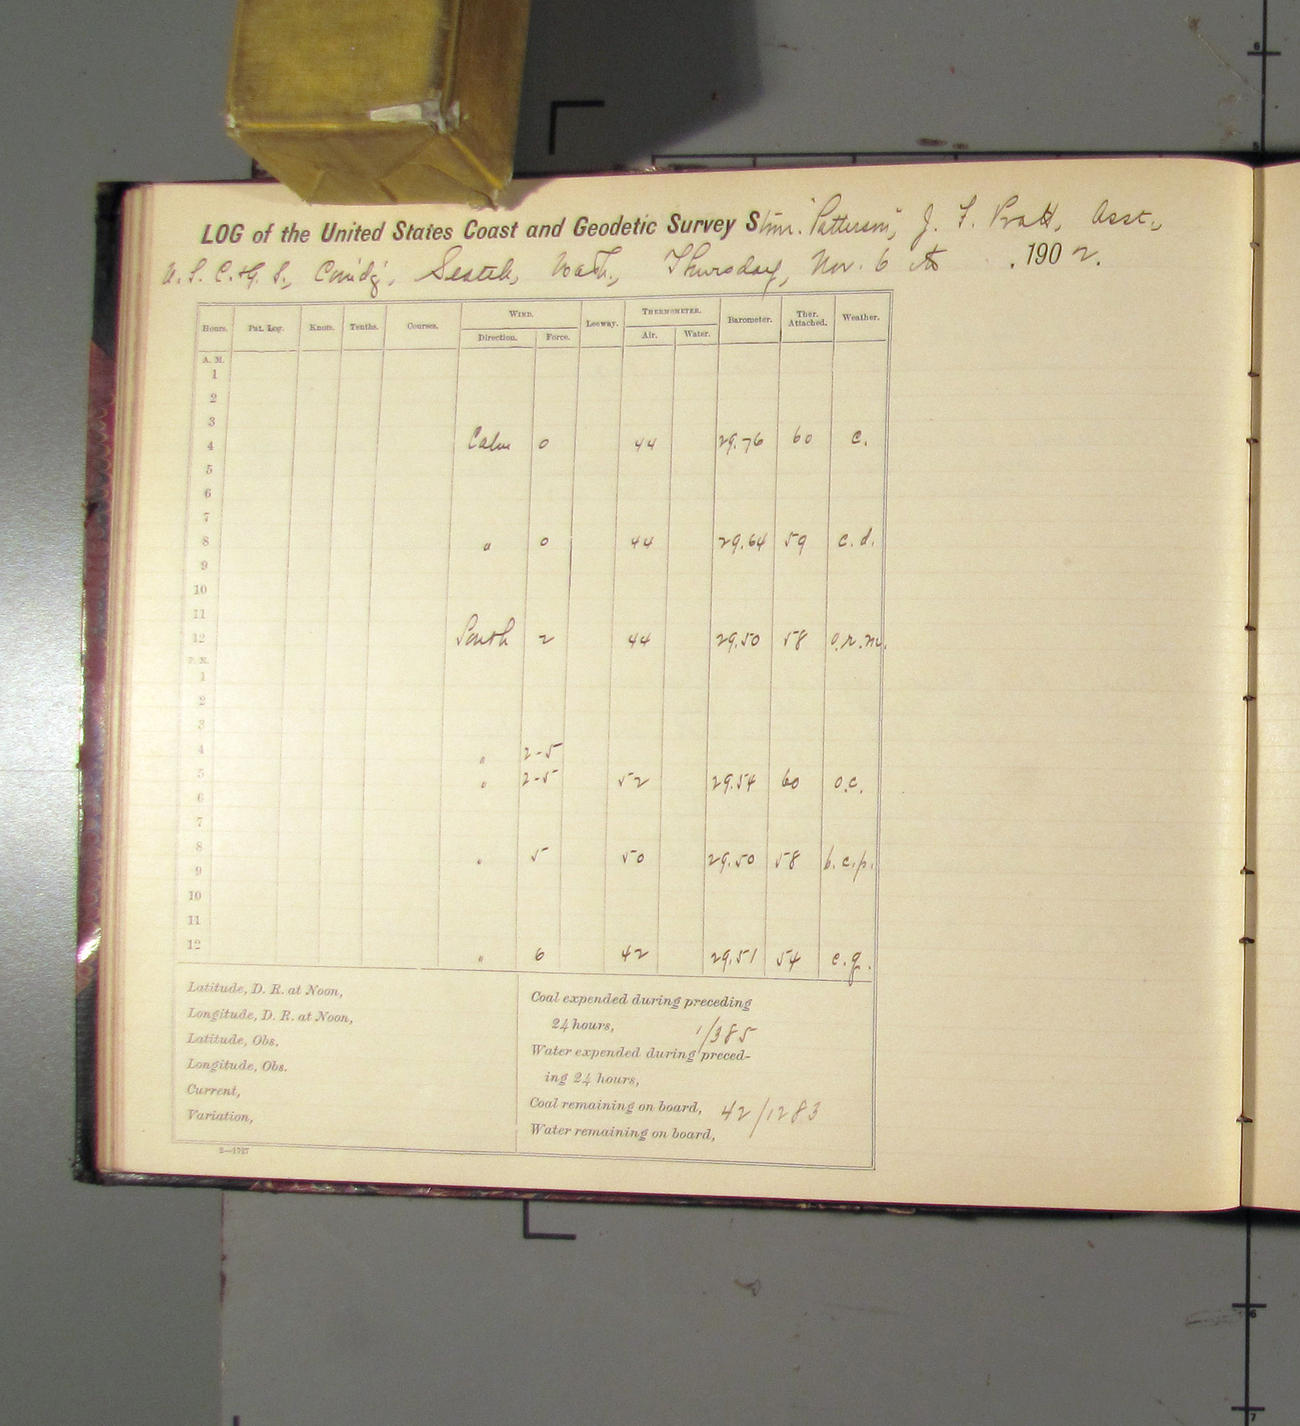 LOG of the United States Coast and Geodetic Survey Stmr. "Patterson", J. F. Pratt, Asst.,
U. S. C. & G. S., Comd'g, Seattle, Wash., Thursday, Nov. 6 th . 1902.
Hours. Pat. Log. Knots. Tenths. Courses. WIND. Direction. Force. Leeway. THERMOMETER. Air. Water. Barometer. Ther. Attached. Weather.
A. M.
1
2
3
4 Calm 0 44 29.76 60 c.
5
6
7
8 " 0 44 29.64 59 c. d.
9
10
11
12 South 2 44 29.50 58 o. r. m.
P. M.
1
2
3
4 " 2-5
5 " 2-5 52 29.54 60 o.c.
6
7
8 " 5 50 29.50 58 b. c. p.
9
10
11
12 " 6 42 29.51 54 c. q.
Latitude, D. R. at Noon,
Longitude, D. R. at Noon,
Latitude, Obs.
Longitude, Obs.
Current,
Variation,
Coal expended during preceding
24 hours, 1/385
Water expended during preced-
ing 24 hours,
Coal remaining on board, 42/1283
Water remaining on board,
2—1727
6
5
6
7